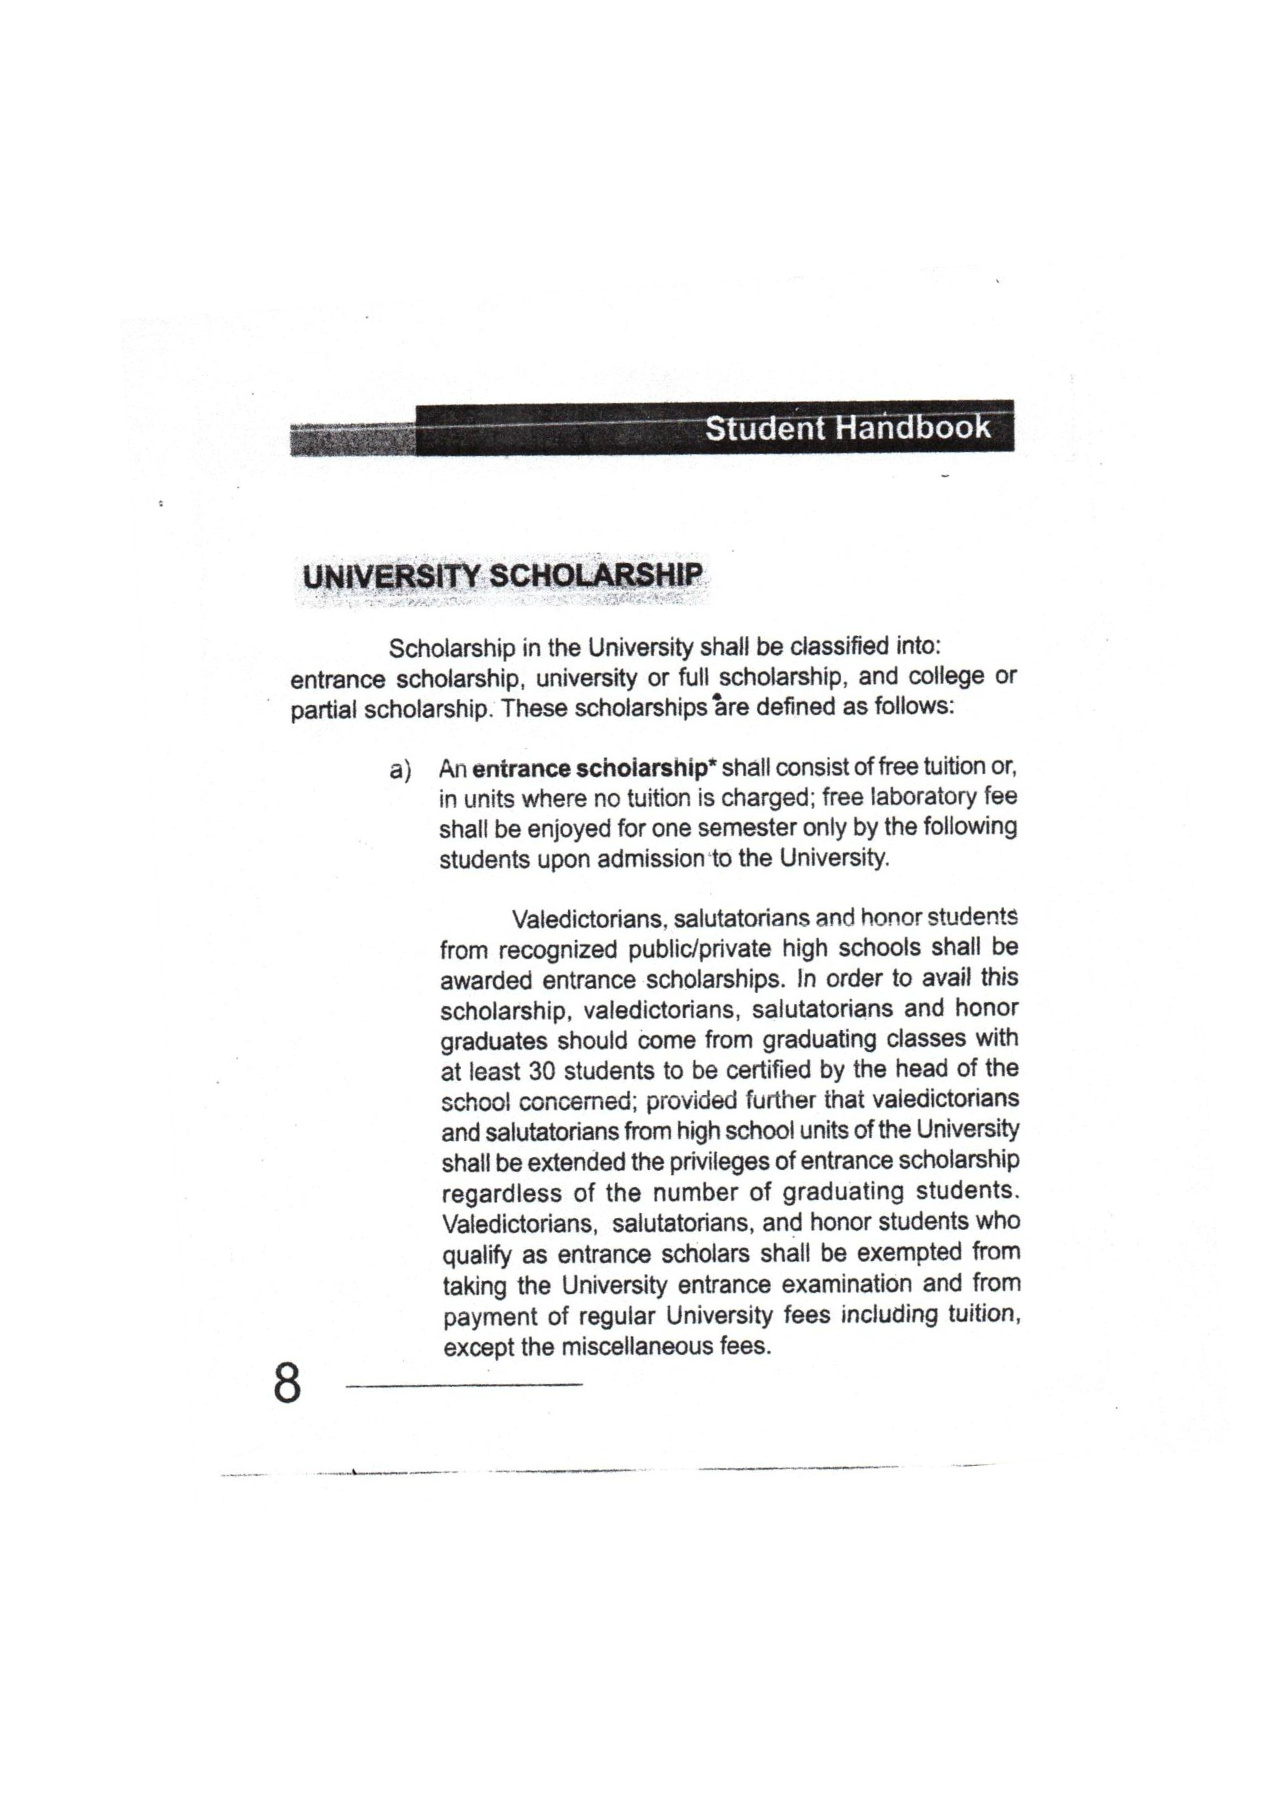 Student Handbook
UNIVERSITY SCHOLARSHIP
Scholarship in the University shall be classified into:
entrance scholarship, university or full scholarship, and college or
partial scholarship. These scholarships are defined as follows:
a) An entrance scholarship* shall consist of free tuition or,
in units where no tuition is charged; free laboratory fee
shall be enjoyed for one semester only by the following
students upon admission to the University.
Valedictorians, salutatorians and honor students
from recognized public/private high schools shall be
awarded entrance scholarships. In order to avail this
scholarship, valedictorians, salutatorians and honor
graduates should come from graduating classes with
at least 30 students to be certified by the head of the
school concerned; provided further that valedictorians
and salutatorians from high school units of the University
shall be extended the privileges of entrance scholarship
regardless of the number of graduating students.
Valedictorians, salutatorians, and honor students who
qualify as entrance scholars shall be exempted from
taking the University entrance examination and from
payment of regular University fees including tuition,
except the miscellaneous fees.
8